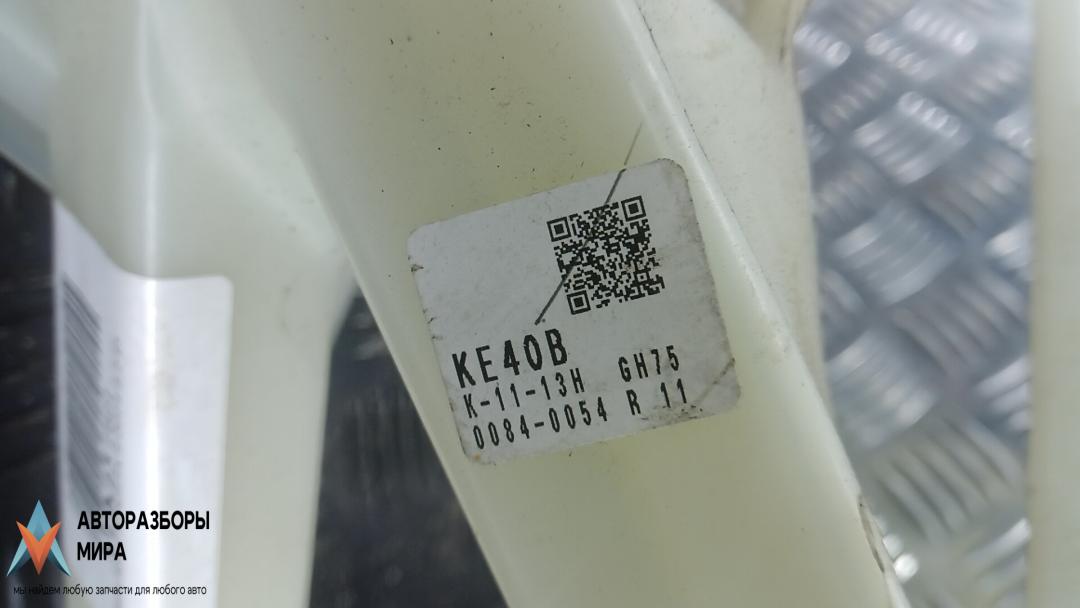 KE40B
K-11-13H GH75
0084-0054 R 11
АВТОРАЗБОРЫ
МИРА
мы найдем любую запчасти для любого авто